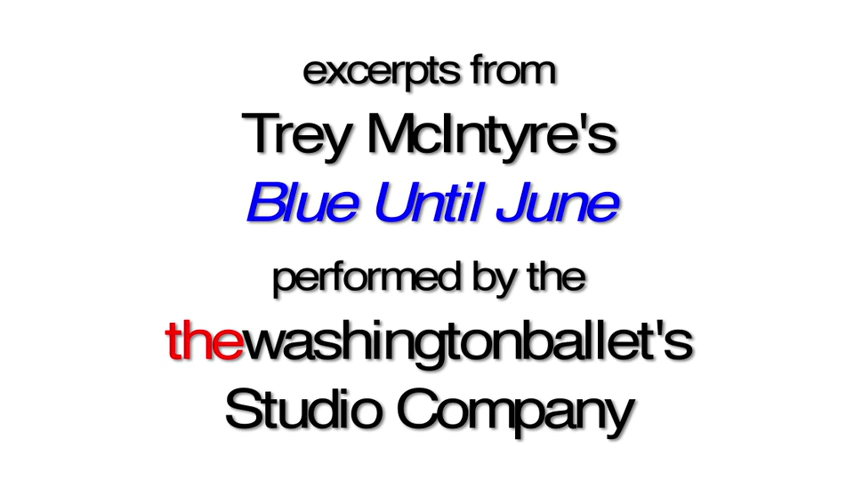 excerpts from
Trey McIntyre's
Blue Until June
performed by the
thewashingtonballet's
Studio Company